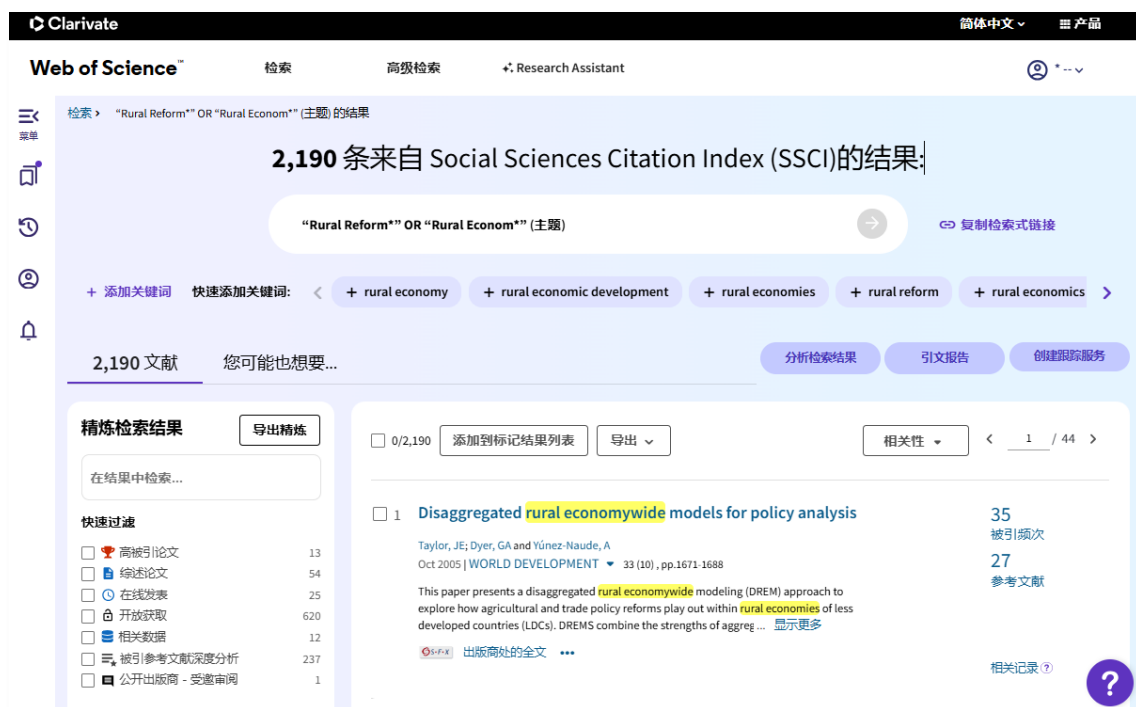 Clarivate
简体中文
产品
Web of Science™
检索
高级检索
Research Assistant
* --
菜单
检索 › “Rural Reform*” OR “Rural Econom*” (主题) 的结果
2,190 条来自 Social Sciences Citation Index (SSCI)的结果:
“Rural Reform*” OR “Rural Econom*” (主题)
复制检索式链接
+ 添加关键词
快速添加关键词:
+ rural economy
+ rural economic development
+ rural economies
+ rural reform
+ rural economics
2,190 文献
您可能也想要...
分析检索结果
引文报告
创建跟踪服务
精炼检索结果
导出精炼
在结果中检索...
快速过滤
高被引论文 13
综述论文 54
在线发表 25
开放获取 620
相关数据 12
被引参考文献深度分析 237
公开出版商 - 受邀审阅 1
0/2,190
添加到标记结果列表
导出
相关性
1 / 44
1 Disaggregated rural economywide models for policy analysis
Taylor, JE; Dyer, GA and Yúnez-Naude, A
Oct 2005 | WORLD DEVELOPMENT 33 (10) , pp.1671-1688
This paper presents a disaggregated rural economywide modeling (DREM) approach to
explore how agricultural and trade policy reforms play out within rural economies of less
developed countries (LDCs). DREMS combine the strengths of aggreg ... 显示更多
S·F·X 出版商处的全文 •••
35
被引频次
27
参考文献
相关记录 ?
?